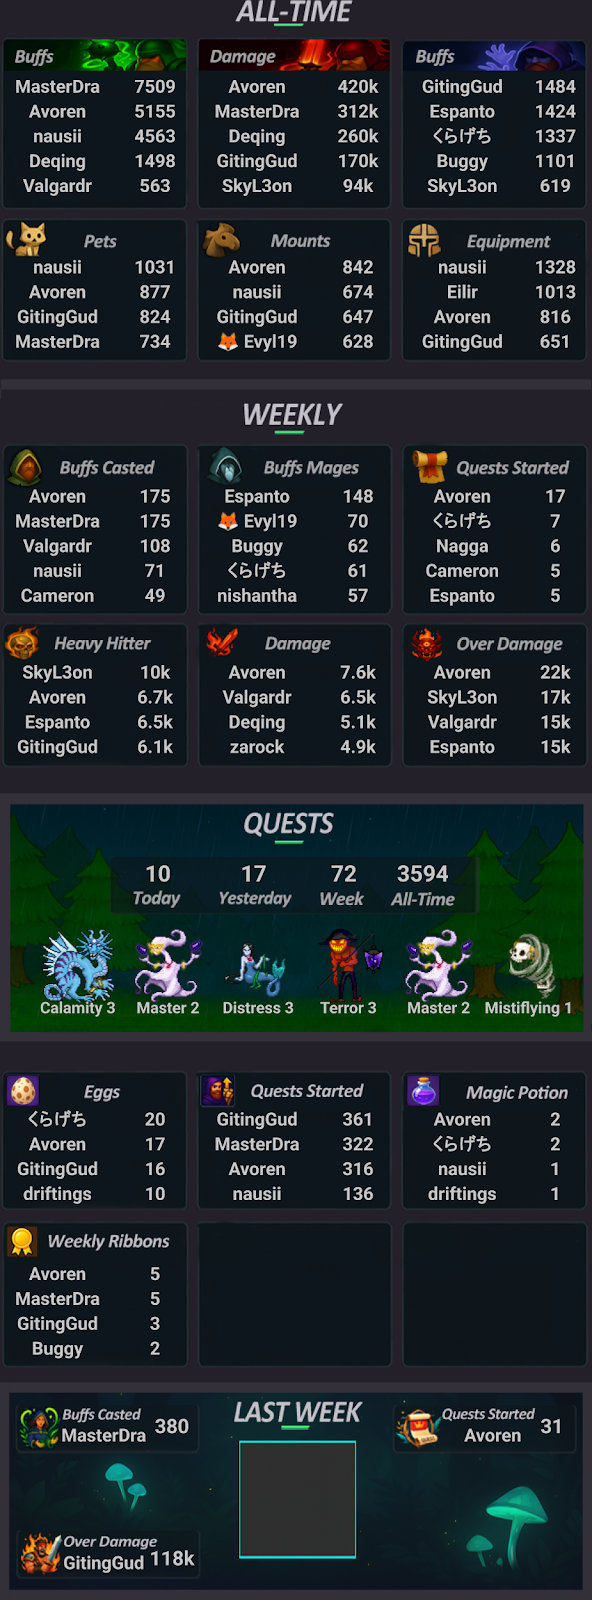 ALL-TIME
Buffs
MasterDra 7509
Avoren 5155
nausii 4563
Deqing 1498
Valgardr 563
Damage
Avoren 420k
MasterDra 312k
Deqing 260k
GitingGud 170k
SkyL3on 94k
Buffs
GitingGud 1484
Espanto 1424
くらげち 1337
Buggy 1101
SkyL3on 619
Pets
nausii 1031
Avoren 877
GitingGud 824
MasterDra 734
Mounts
Avoren 842
nausii 674
GitingGud 647
🦊 Evyl19 628
Equipment
nausii 1328
Eilir 1013
Avoren 816
GitingGud 651
WEEKLY
Buffs Casted
Avoren 175
MasterDra 175
Valgardr 108
nausii 71
Cameron 49
Buffs Mages
Espanto 148
🦊 Evyl19 70
Buggy 62
くらげち 61
nishantha 57
Quests Started
Avoren 17
くらげち 7
Nagga 6
Cameron 5
Espanto 5
Heavy Hitter
SkyL3on 10k
Avoren 6.7k
Espanto 6.5k
GitingGud 6.1k
Damage
Avoren 7.6k
Valgardr 6.5k
Deqing 5.1k
zarock 4.9k
Over Damage
Avoren 22k
SkyL3on 17k
Valgardr 15k
Espanto 15k
QUESTS
10 17 72 3594
Today Yesterday Week All-Time
Calamity 3 Master 2 Distress 3 Terror 3 Master 2 Mistiflying 1
Eggs
くらげち 20
Avoren 17
GitingGud 16
driftings 10
Quests Started
GitingGud 361
MasterDra 322
Avoren 316
nausii 136
Magic Potion
Avoren 2
くらげち 2
nausii 1
driftings 1
Weekly Ribbons
Avoren 5
MasterDra 5
GitingGud 3
Buggy 2
LAST WEEK
Buffs Casted
MasterDra 380
Quests Started
Avoren 31
Over Damage
GitingGud 118k